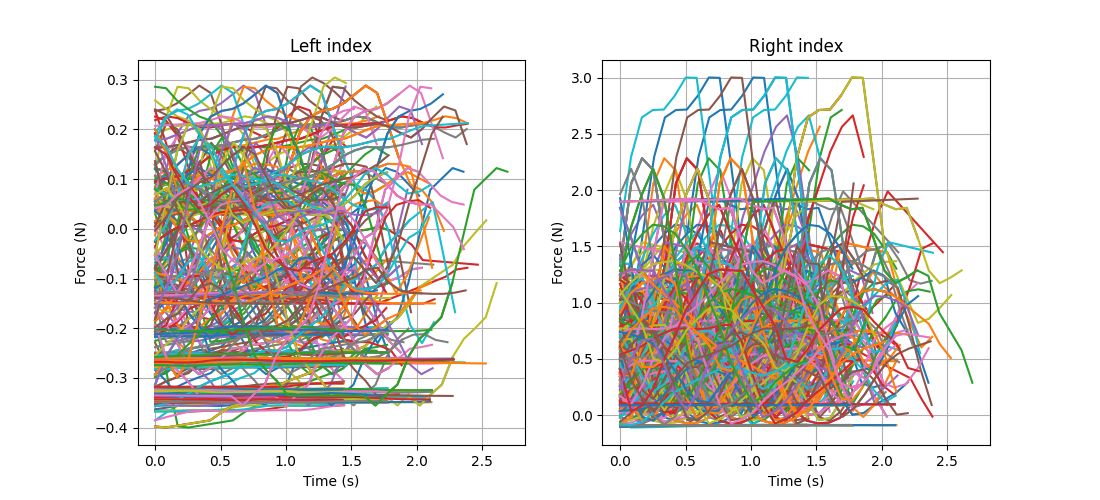 Left index
Right index
Force (N)
0.3
0.2
0.1
0.0
−0.1
−0.2
−0.3
−0.4
0.0 0.5 1.0 1.5 2.0 2.5
Time (s)
Force (N)
3.0
2.5
2.0
1.5
1.0
0.5
0.0
0.0 0.5 1.0 1.5 2.0 2.5
Time (s)